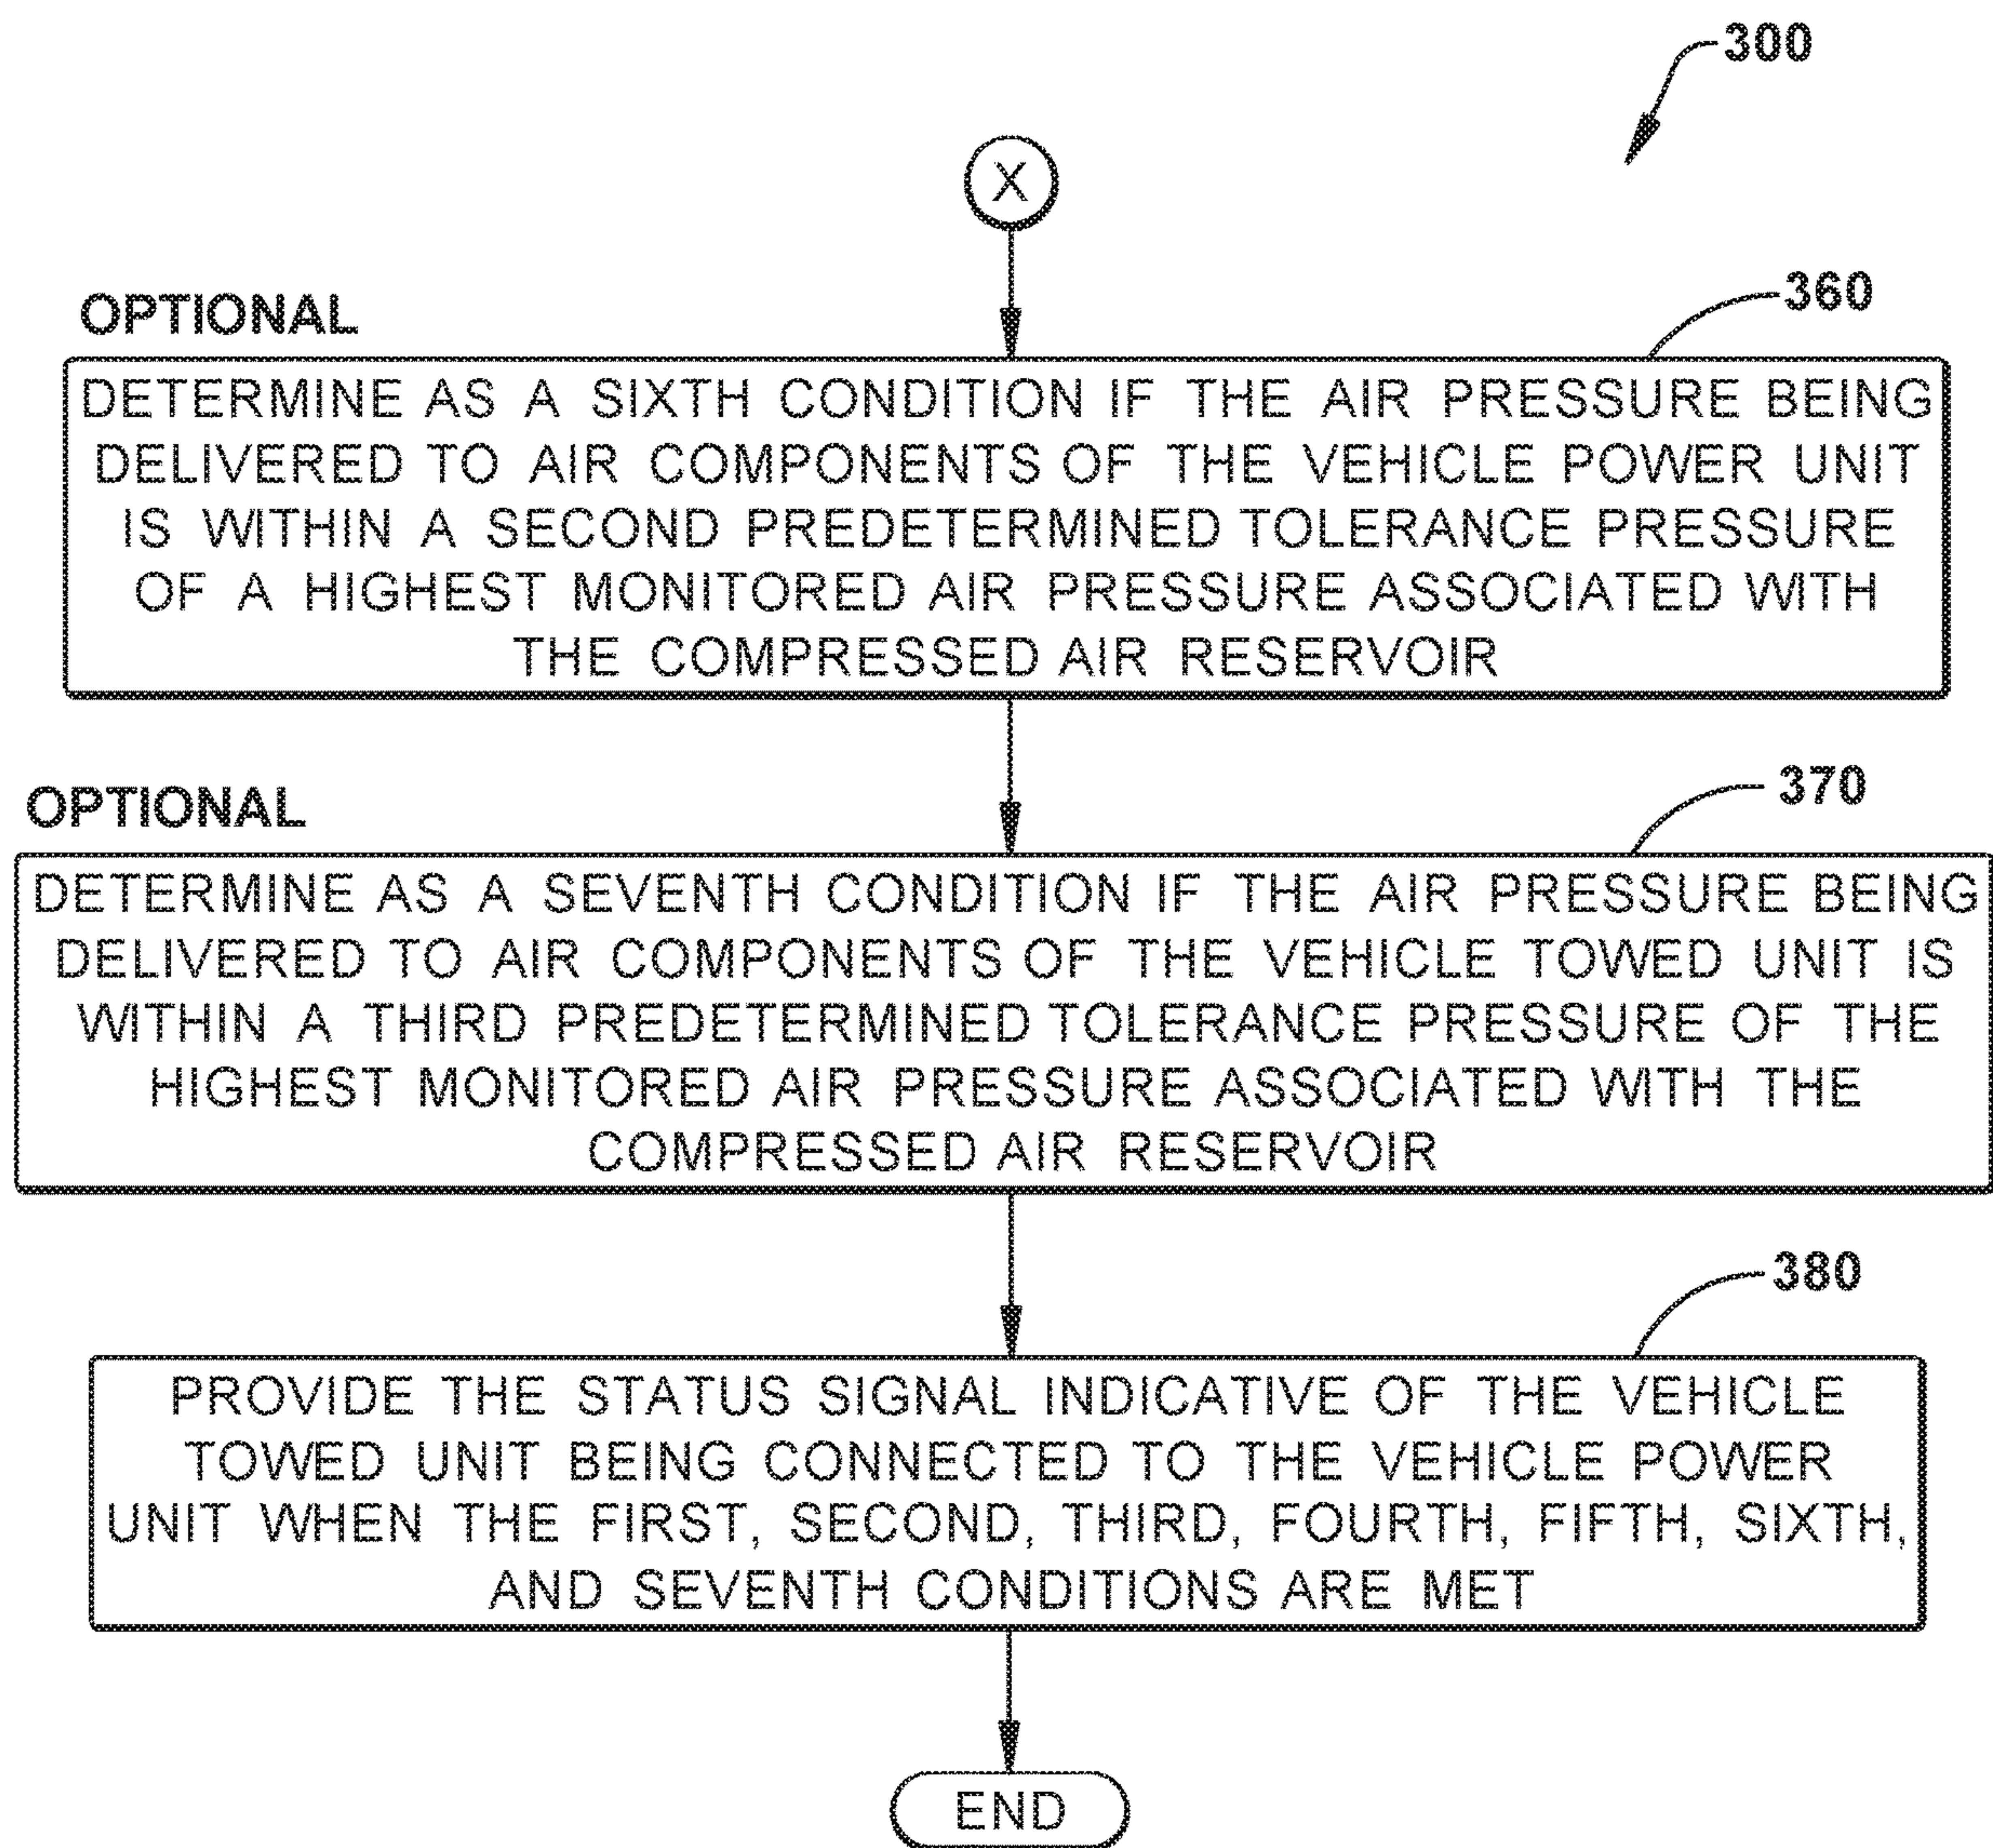 300
X
OPTIONAL
360
DETERMINE AS A SIXTH CONDITION IF THE AIR PRESSURE BEING
DELIVERED TO AIR COMPONENTS OF THE VEHICLE POWER UNIT
IS WITHIN A SECOND PREDETERMINED TOLERANCE PRESSURE
OF A HIGHEST MONITORED AIR PRESSURE ASSOCIATED WITH
THE COMPRESSED AIR RESERVOIR
OPTIONAL
370
DETERMINE AS A SEVENTH CONDITION IF THE AIR PRESSURE BEING
DELIVERED TO AIR COMPONENTS OF THE VEHICLE TOWED UNIT IS
WITHIN A THIRD PREDETERMINED TOLERANCE PRESSURE OF THE
HIGHEST MONITORED AIR PRESSURE ASSOCIATED WITH THE
COMPRESSED AIR RESERVOIR
380
PROVIDE THE STATUS SIGNAL INDICATIVE OF THE VEHICLE
TOWED UNIT BEING CONNECTED TO THE VEHICLE POWER
UNIT WHEN THE FIRST, SECOND, THIRD, FOURTH, FIFTH, SIXTH,
AND SEVENTH CONDITIONS ARE MET
END